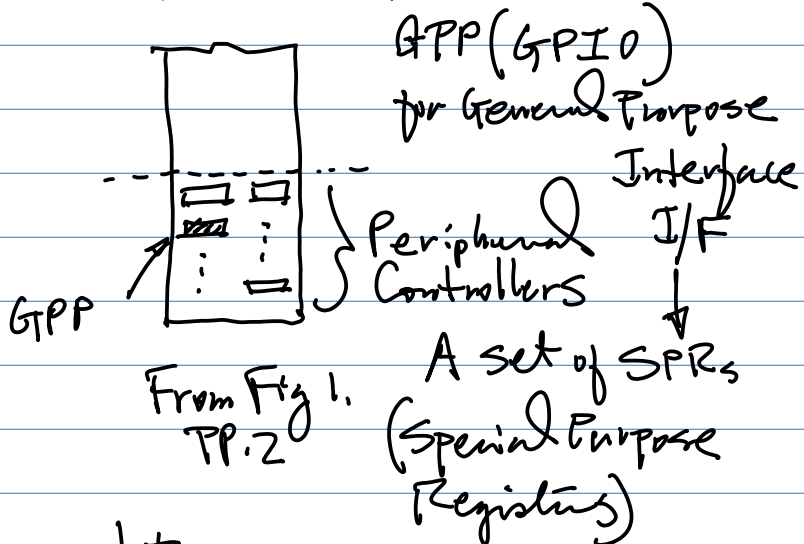 GPP (GPIO)
for General Purpose
Interface
I/F
Peripheral
Controllers
GPP
A set of SPRs
(Special Purpose
Registers)
From Fig 1.
PP.2